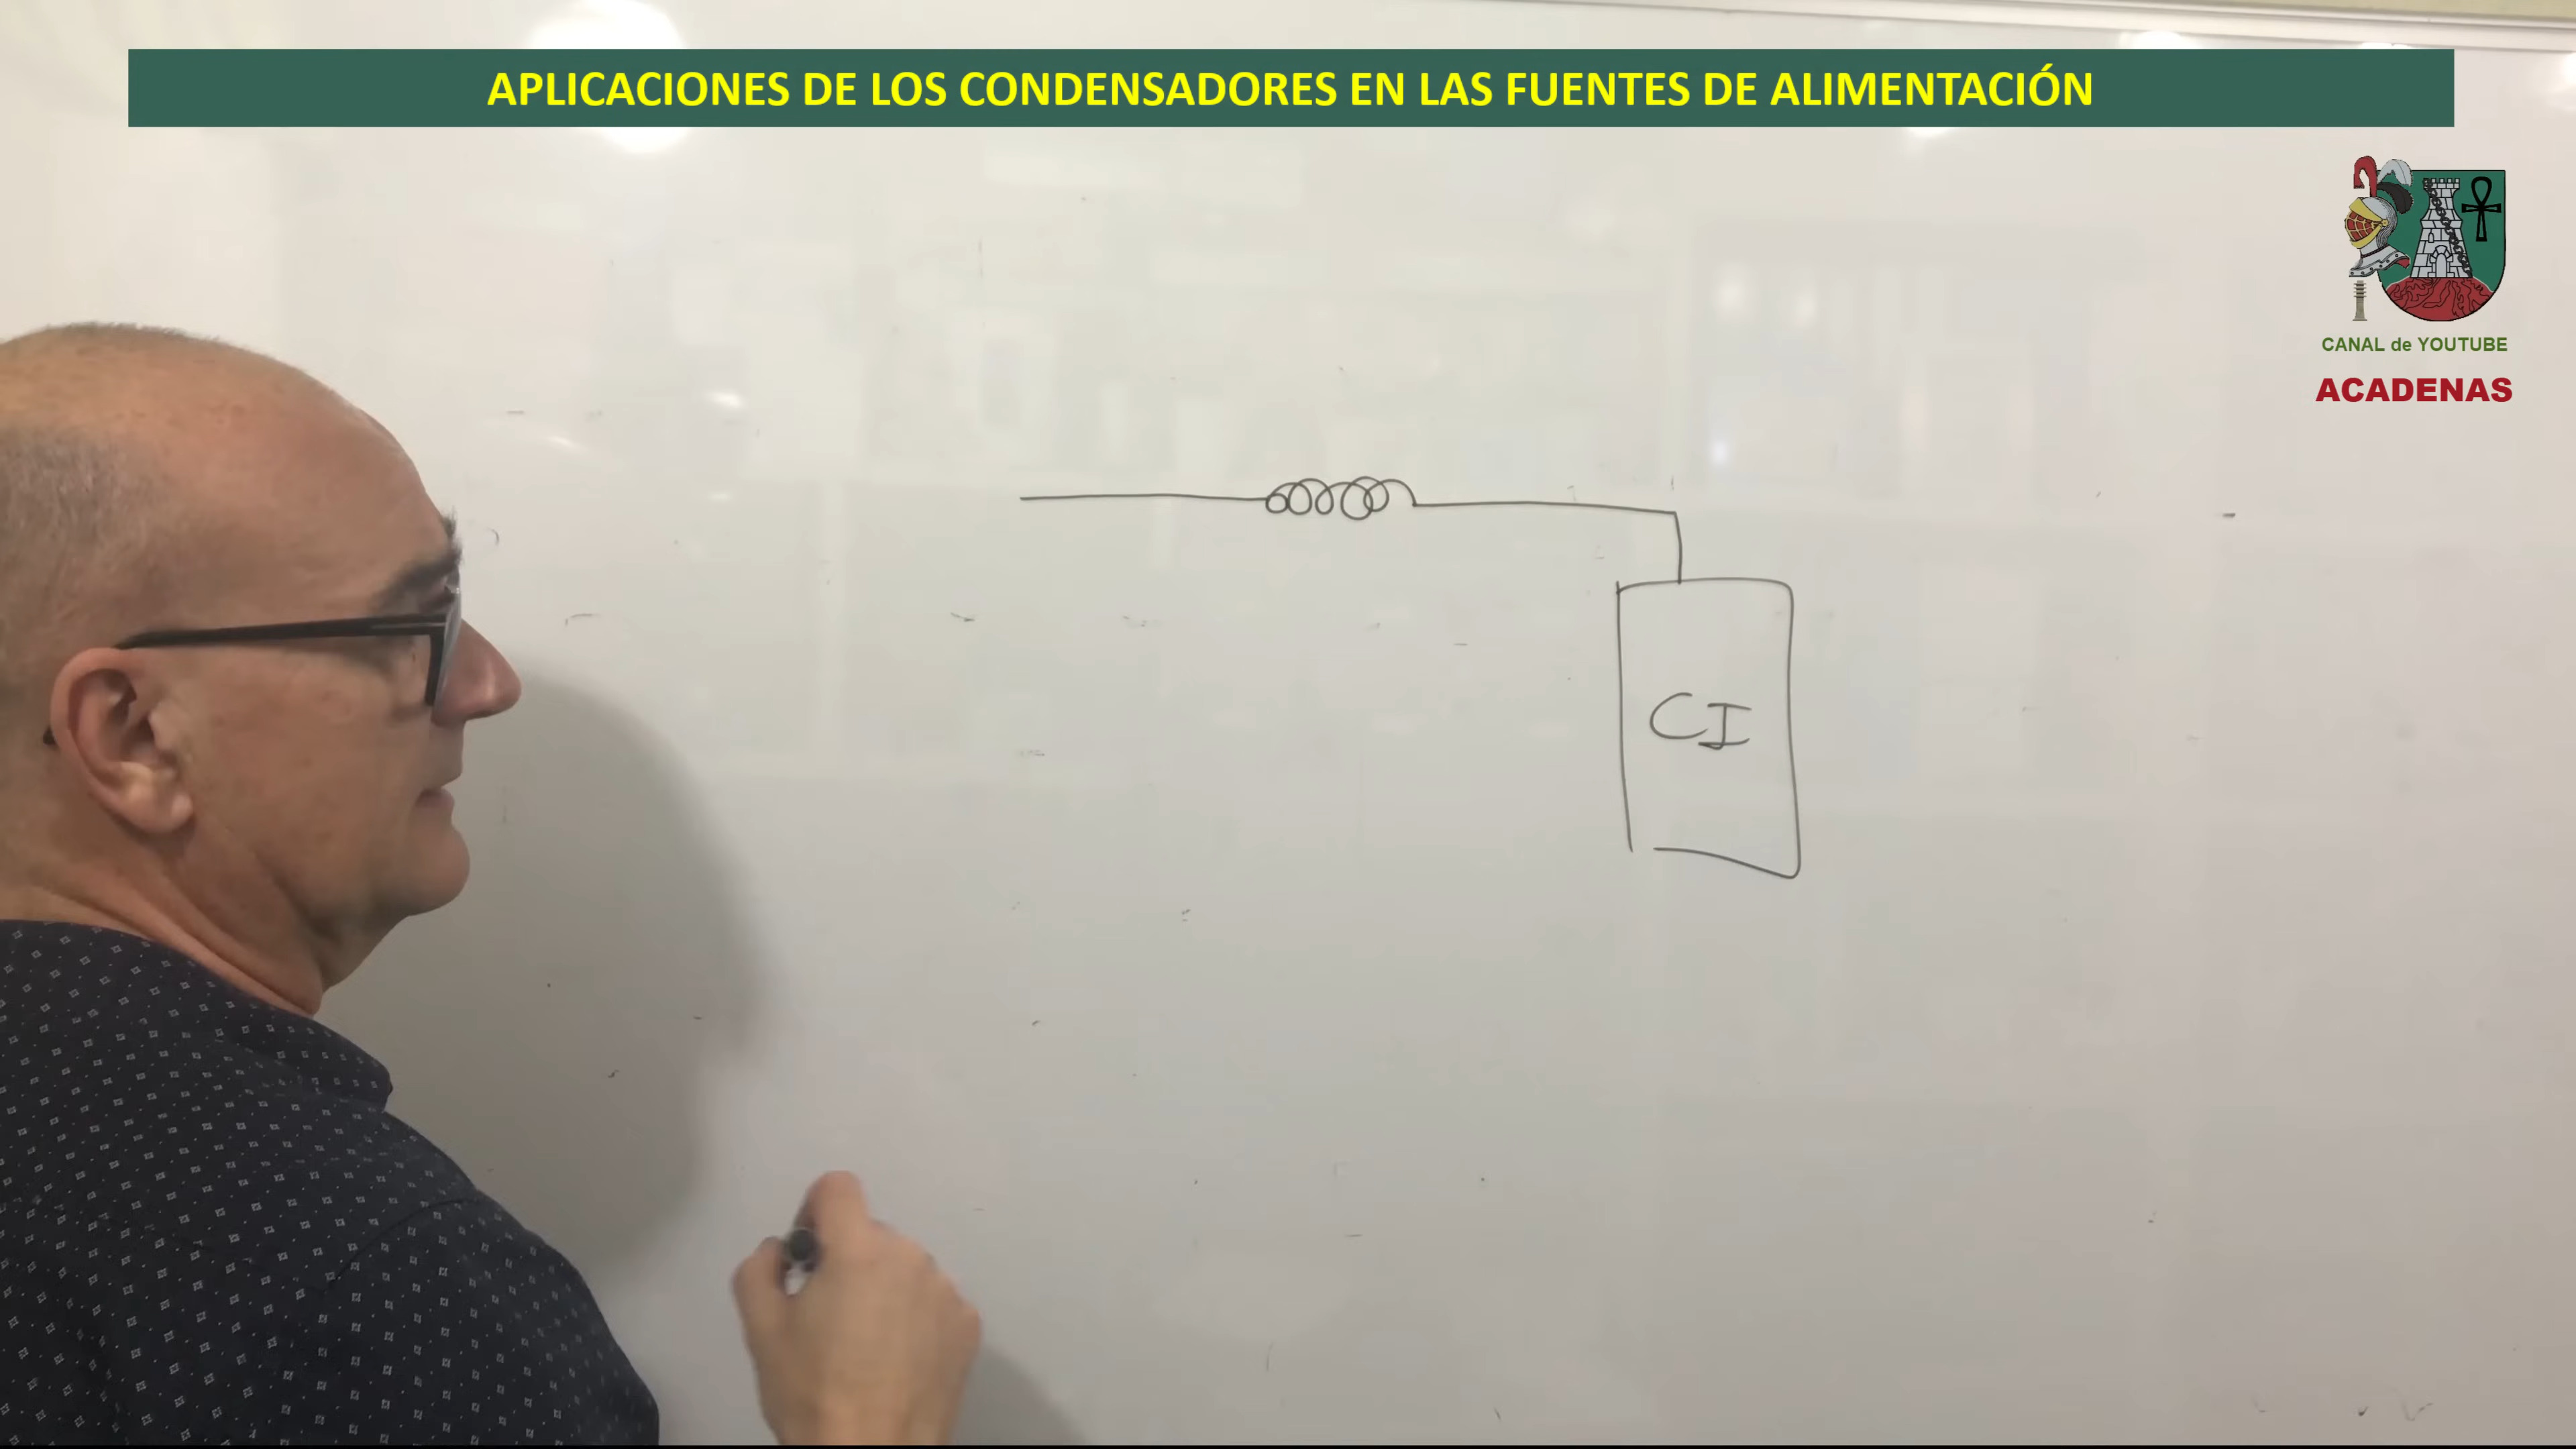 APLICACIONES DE LOS CONDENSADORES EN LAS FUENTES DE ALIMENTACIÓN
CANAL de YOUTUBE
ACADENAS
CI